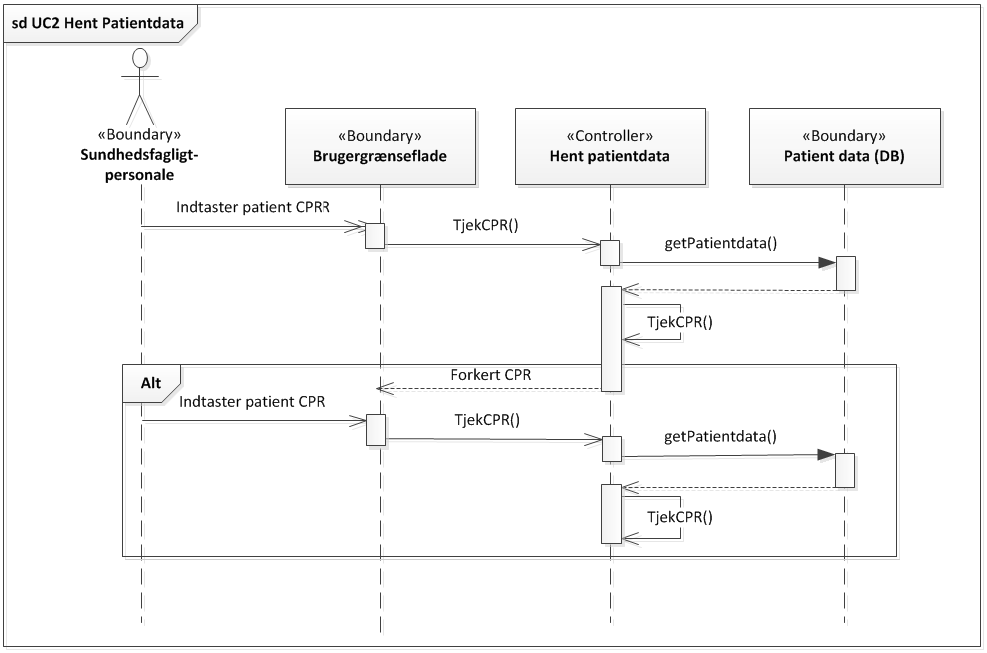 sd UC2 Hent Patientdata
«Boundary»
Sundhedsfagligt-
personale
«Boundary»
Brugergrænseflade
«Controller»
Hent patientdata
«Boundary»
Patient data (DB)
Indtaster patient CPRR
TjekCPR()
getPatientdata()
TjekCPR()
Alt
Forkert CPR
Indtaster patient CPR
TjekCPR()
getPatientdata()
TjekCPR()